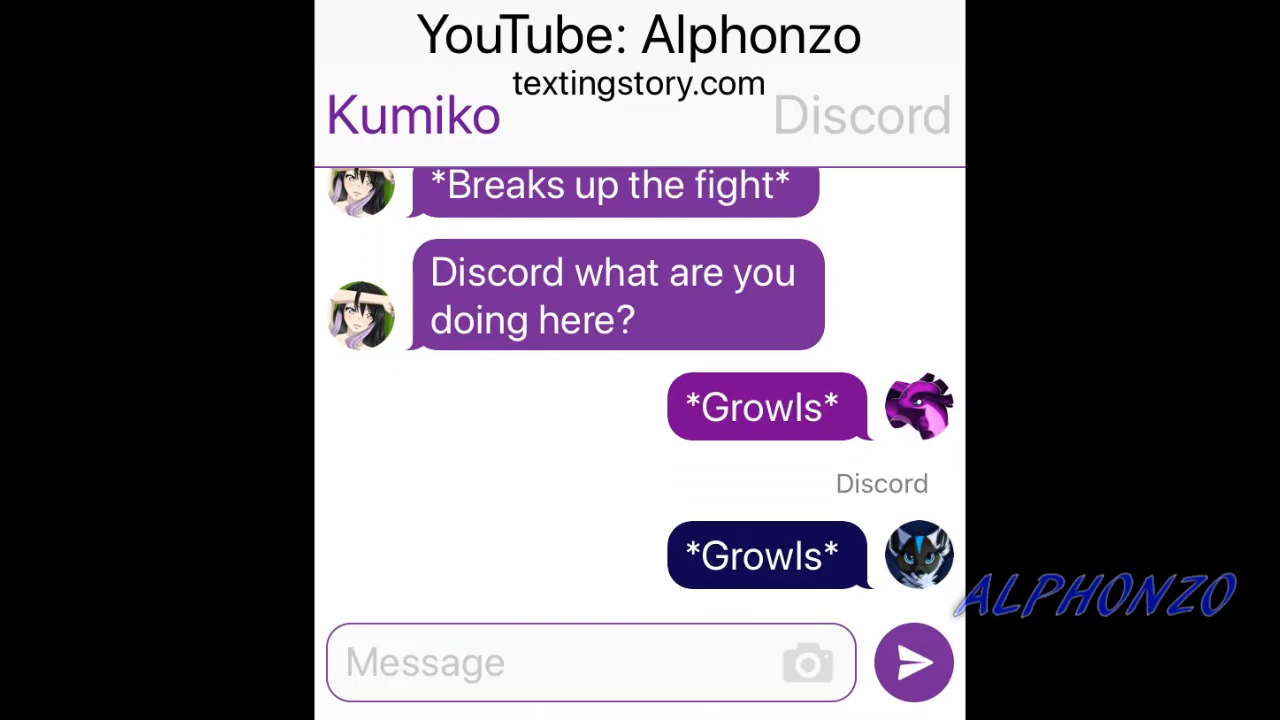 YouTube: Alphonzo
textingstory.com
Kumiko
Discord
*Breaks up the fight*
Discord what are you
doing here?
*Growls*
Discord
*Growls*
ALPHONZO
Message